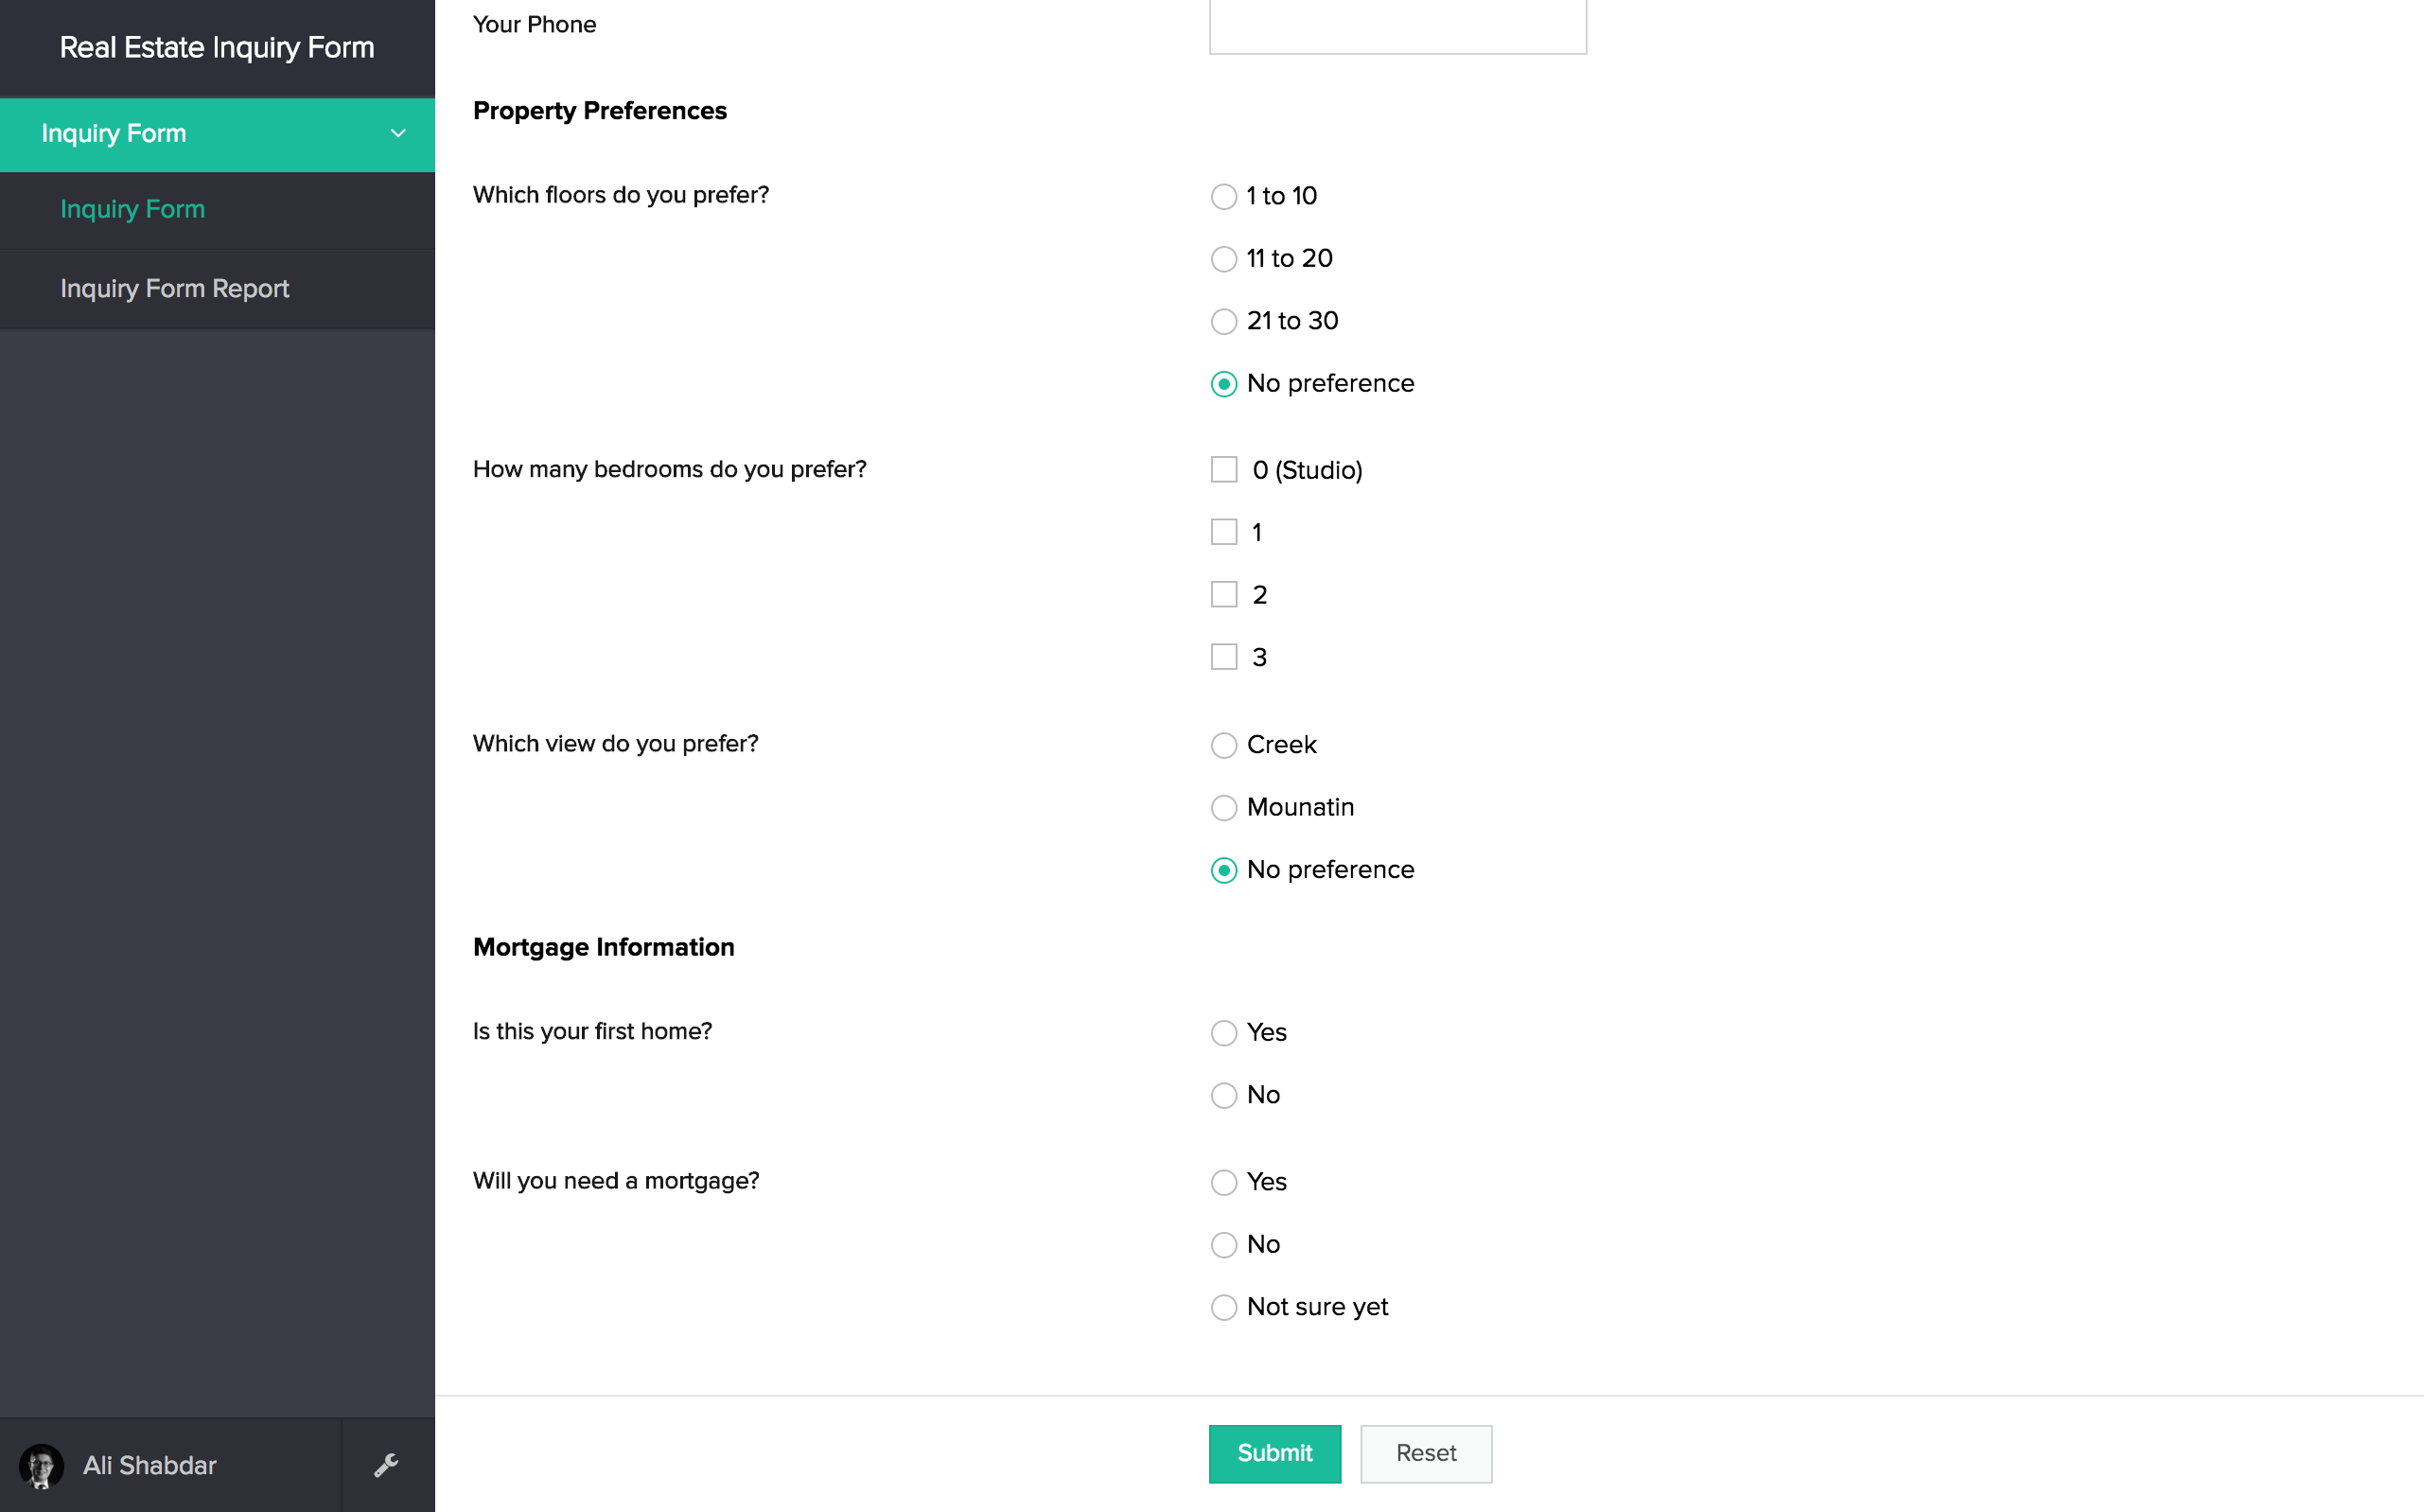 Real Estate Inquiry Form
Inquiry Form
Inquiry Form
Inquiry Form Report
Ali Shabdar
Your Phone
Property Preferences
Which floors do you prefer?
1 to 10
11 to 20
21 to 30
No preference
How many bedrooms do you prefer?
0 (Studio)
1
2
3
Which view do you prefer?
Creek
Mounatin
No preference
Mortgage Information
Is this your first home?
Yes
No
Will you need a mortgage?
Yes
No
Not sure yet
Submit
Reset